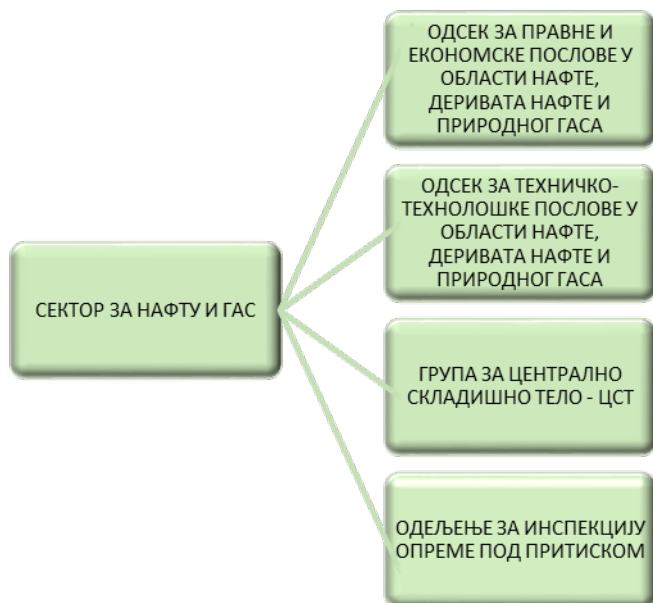 ОДСЕК ЗА ПРАВНЕ И
ЕКОНОМСКЕ ПОСЛОВЕ У
ОБЛАСТИ НАФТЕ,
ДЕРИВАТА НАФТЕ И
ПРИРОДНОГ ГАСА
ОДСЕК ЗА ТЕХНИЧКО-
ТЕХНОЛОШКЕ ПОСЛОВЕ У
ОБЛАСТИ НАФТЕ,
ДЕРИВАТА НАФТЕ И
ПРИРОДНОГ ГАСА
СЕКТОР ЗА НАФТУ И ГАС
ГРУПА ЗА ЦЕНТРАЛНО
СКЛАДИШНО ТЕЛО - ЦСТ
ОДЕЉЕЊЕ ЗА ИНСПЕКЦИЈУ
ОПРЕМЕ ПОД ПРИТИСКОМ